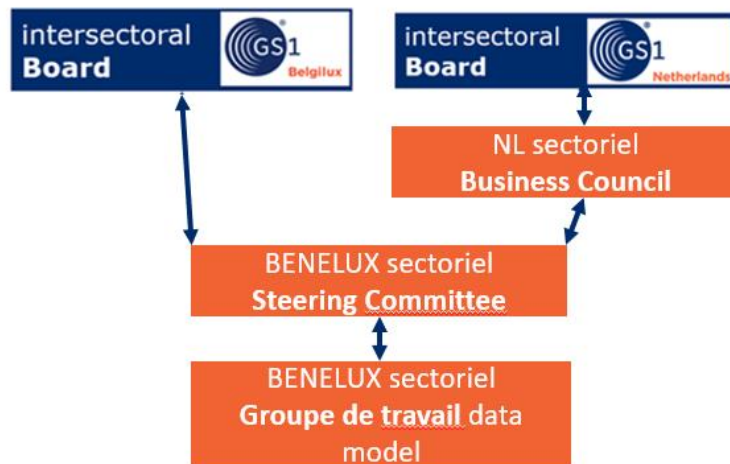 intersectoral
Board
GS1
Belgilux
intersectoral
Board
GS1
Netherlands
NL sectoriel
Business Council
BENELUX sectoriel
Steering Committee
BENELUX sectoriel
Groupe de travail data
model